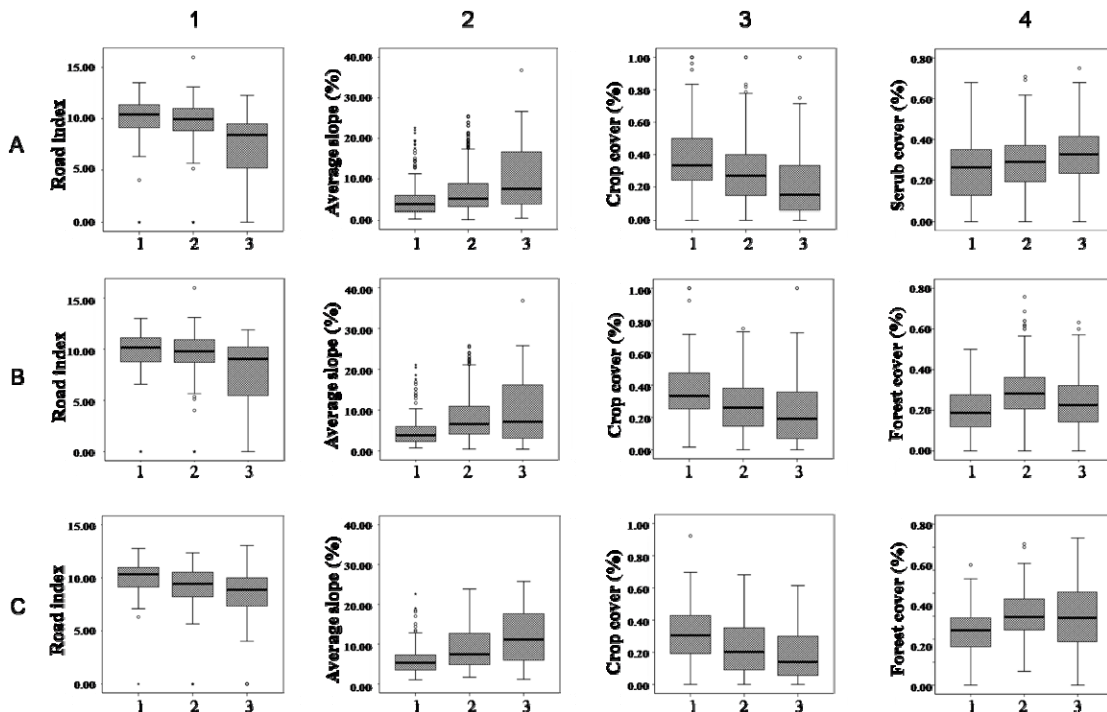 1 2 3 4
A
Road index
15.00
10.00
5.00
0.00
1 2 3
Average slope (%)
40.00
30.00
20.00
10.00
0.00
1 2 3
Crop cover (%)
1.00
0.80
0.60
0.40
0.20
0.00
1 2 3
Scrub cover (%)
0.80
0.60
0.40
0.20
0.00
1 2 3
B
Road index
15.00
10.00
5.00
0.00
1 2 3
Average slope (%)
40.00
30.00
20.00
10.00
0.00
1 2 3
Crop cover (%)
1.00
0.80
0.60
0.40
0.20
0.00
1 2 3
Forest cover (%)
0.80
0.60
0.40
0.20
0.00
1 2 3
C
Road index
15.00
10.00
5.00
0.00
1 2 3
Average slope (%)
40.00
30.00
20.00
10.00
0.00
1 2 3
Crop cover (%)
1.00
0.80
0.60
0.40
0.20
0.00
1 2 3
Forest cover (%)
0.80
0.60
0.40
0.20
0.00
1 2 3